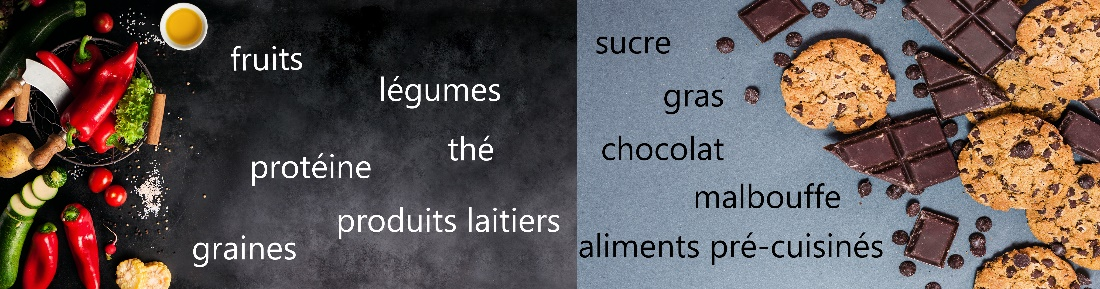 fruits
légumes
thé
protéine
produits laitiers
graines
sucre
gras
chocolat
malbouffe
aliments pré-cuisinés